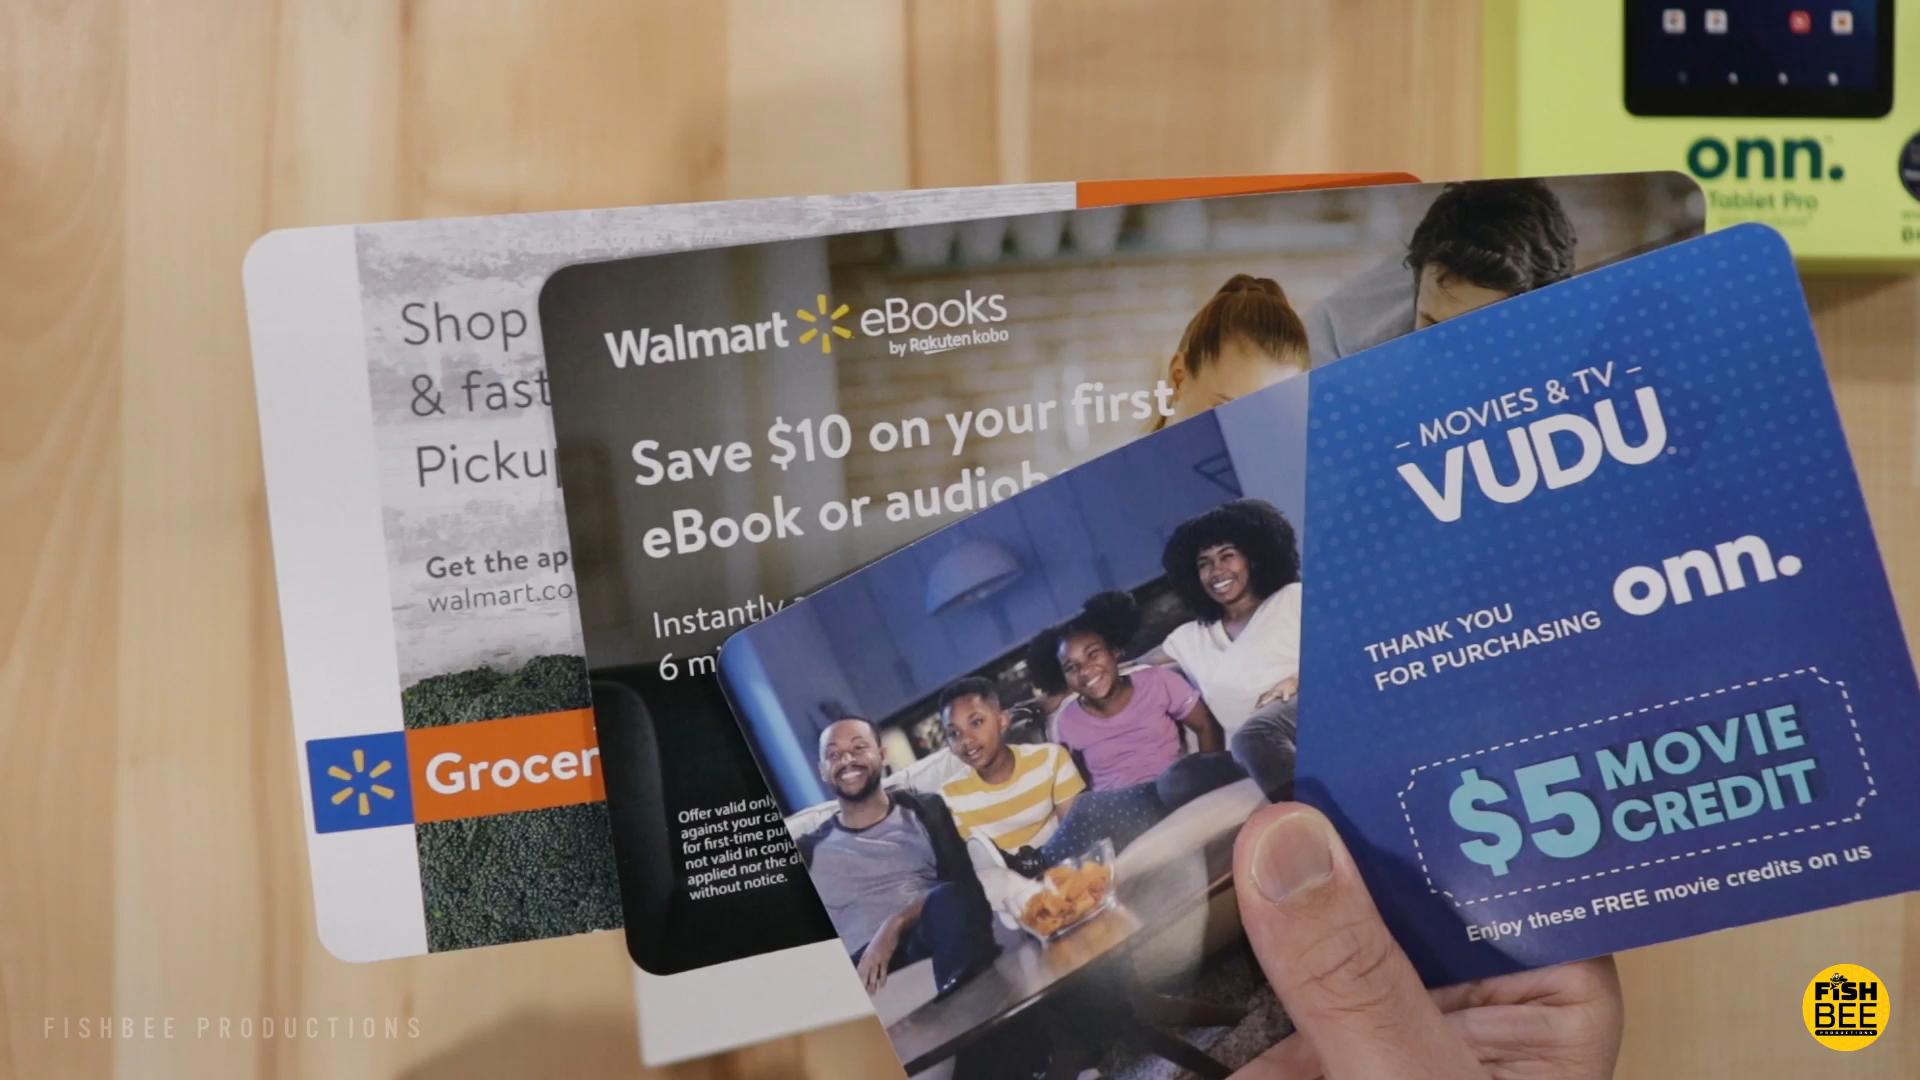 onn.
Tablet Pro
Shop
& fast
Picku
Get the ap
walmart.co
Grocer
Walmart eBooks
by Rakuten kobo
Save $10 on your first
eBook or audiob
Instantly
6 mi
Offer valid only
against your ca
for first-time pu
not valid in conju
applied nor the d
without notice.
– MOVIES & TV –
VUDU
THANK YOU
FOR PURCHASING onn.
$5 MOVIE
CREDIT
Enjoy these FREE movie credits on us
FISHBEE PRODUCTIONS
FISH
BEE
PRODUCTIONS